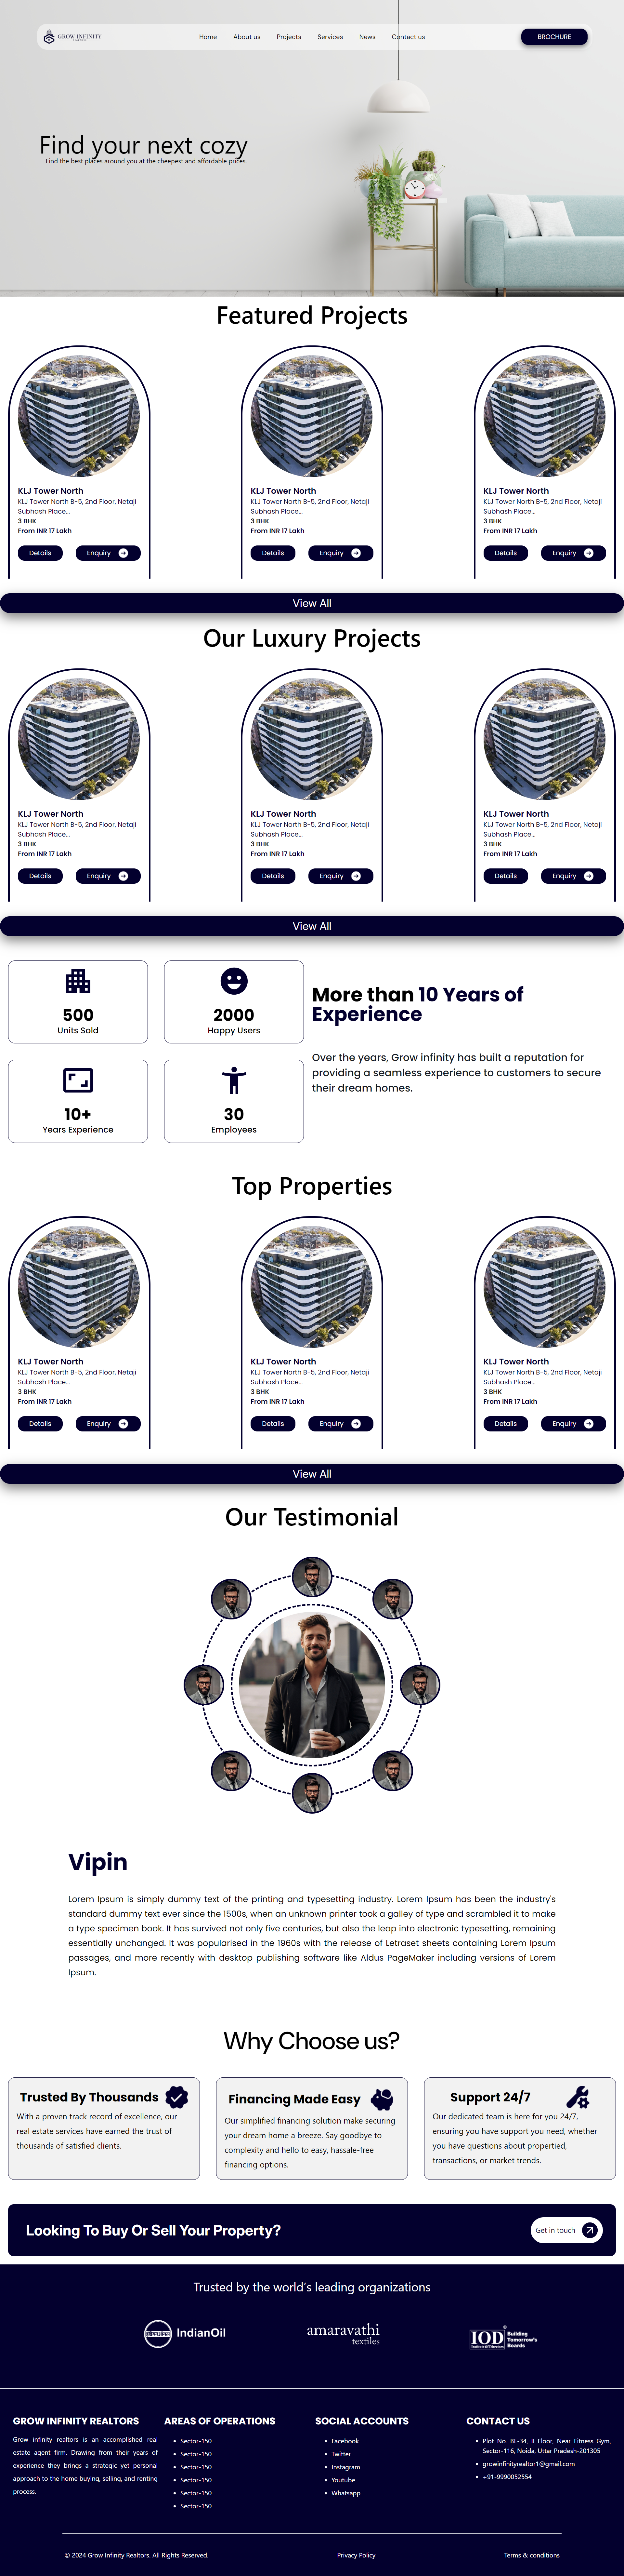 GROW INFINITY
Home About us Projects Services News Contact us
BROCHURE
Find your next cozy
Find the best places around you at the cheepest and affordable prices.
Featured Projects
KLJ Tower North
KLJ Tower North B-5, 2nd Floor, Netaji
Subhash Place...
3 BHK
From INR 17 Lakh
Details Enquiry
KLJ Tower North
KLJ Tower North B-5, 2nd Floor, Netaji
Subhash Place...
3 BHK
From INR 17 Lakh
Details Enquiry
KLJ Tower North
KLJ Tower North B-5, 2nd Floor, Netaji
Subhash Place...
3 BHK
From INR 17 Lakh
Details Enquiry
View All
Our Luxury Projects
KLJ Tower North
KLJ Tower North B-5, 2nd Floor, Netaji
Subhash Place...
3 BHK
From INR 17 Lakh
Details Enquiry
KLJ Tower North
KLJ Tower North B-5, 2nd Floor, Netaji
Subhash Place...
3 BHK
From INR 17 Lakh
Details Enquiry
KLJ Tower North
KLJ Tower North B-5, 2nd Floor, Netaji
Subhash Place...
3 BHK
From INR 17 Lakh
Details Enquiry
View All
500
Units Sold
2000
Happy Users
10+
Years Experience
30
Employees
More than 10 Years of
Experience
Over the years, Grow infinity has built a reputation for
providing a seamless experience to customers to secure
their dream homes.
Top Properties
KLJ Tower North
KLJ Tower North B-5, 2nd Floor, Netaji
Subhash Place...
3 BHK
From INR 17 Lakh
Details Enquiry
KLJ Tower North
KLJ Tower North B-5, 2nd Floor, Netaji
Subhash Place...
3 BHK
From INR 17 Lakh
Details Enquiry
KLJ Tower North
KLJ Tower North B-5, 2nd Floor, Netaji
Subhash Place...
3 BHK
From INR 17 Lakh
Details Enquiry
View All
Our Testimonial
Vipin
Lorem Ipsum is simply dummy text of the printing and typesetting industry. Lorem Ipsum has been the industry's
standard dummy text ever since the 1500s, when an unknown printer took a galley of type and scrambled it to make
a type specimen book. It has survived not only five centuries, but also the leap into electronic typesetting, remaining
essentially unchanged. It was popularised in the 1960s with the release of Letraset sheets containing Lorem Ipsum
passages, and more recently with desktop publishing software like Aldus PageMaker including versions of Lorem
Ipsum.
Why Choose us?
Trusted By Thousands
With a proven track record of excellence, our
real estate services have earned the trust of
thousands of satisfied clients.
Financing Made Easy
Our simplified financing solution make securing
your dream home a breeze. Say goodbye to
complexity and hello to easy, hassale-free
financing options.
Support 24/7
Our dedicated team is here for you 24/7,
ensuring you have support you need, whether
you have questions about propertied,
transactions, or market trends.
Looking To Buy Or Sell Your Property?
Get in touch
Trusted by the world's leading organizations
IndianOil
amaravathi
textiles
IOD
Building
Tomorrow's
Boards
GROW INFINITY REALTORS
Grow infinity realtors is an accomplished real
estate agent firm. Drawing from their years of
experience they brings a strategic yet personal
approach to the home buying, selling, and renting
process.
AREAS OF OPERATIONS
Sector-150
Sector-150
Sector-150
Sector-150
Sector-150
Sector-150
SOCIAL ACCOUNTS
Facebook
Twitter
Instagram
Youtube
Whatsapp
CONTACT US
Plot No. BL-34, II Floor, Near Fitness Gym,
Sector-116, Noida, Uttar Pradesh-201305
growinfinityrealtor1@gmail.com
+91-9990052554
© 2024 Grow Infinity Realtors. All Rights Reserved.
Privacy Policy
Terms & conditions